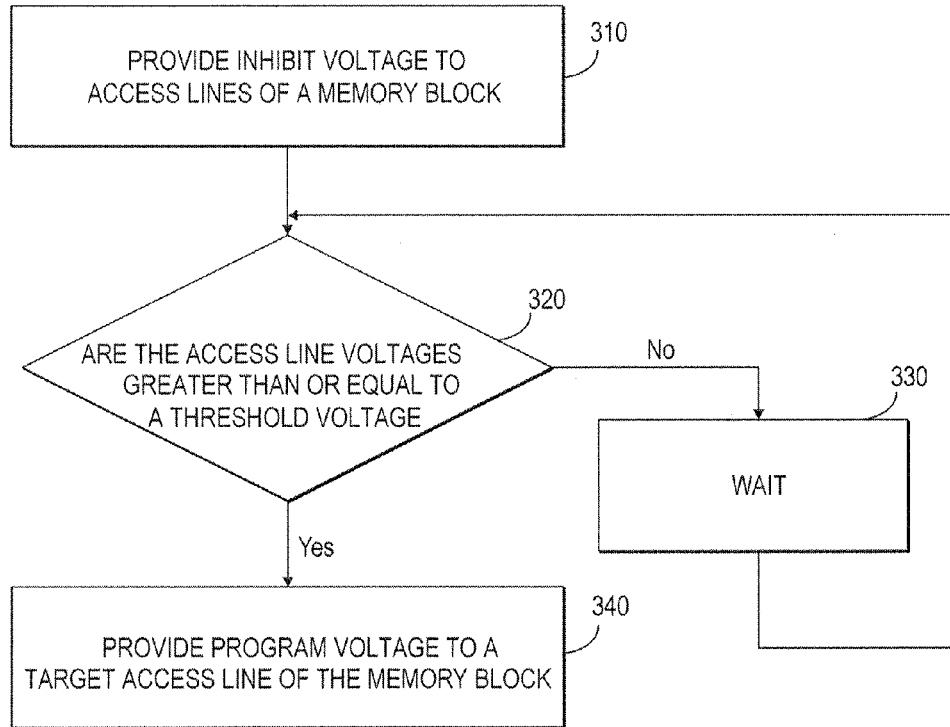 PROVIDE INHIBIT VOLTAGE TO
ACCESS LINES OF A MEMORY BLOCK
310
ARE THE ACCESS LINE VOLTAGES
GREATER THAN OR EQUAL TO
A THRESHOLD VOLTAGE
320
No
330
WAIT
Yes
PROVIDE PROGRAM VOLTAGE TO A
TARGET ACCESS LINE OF THE MEMORY BLOCK
340